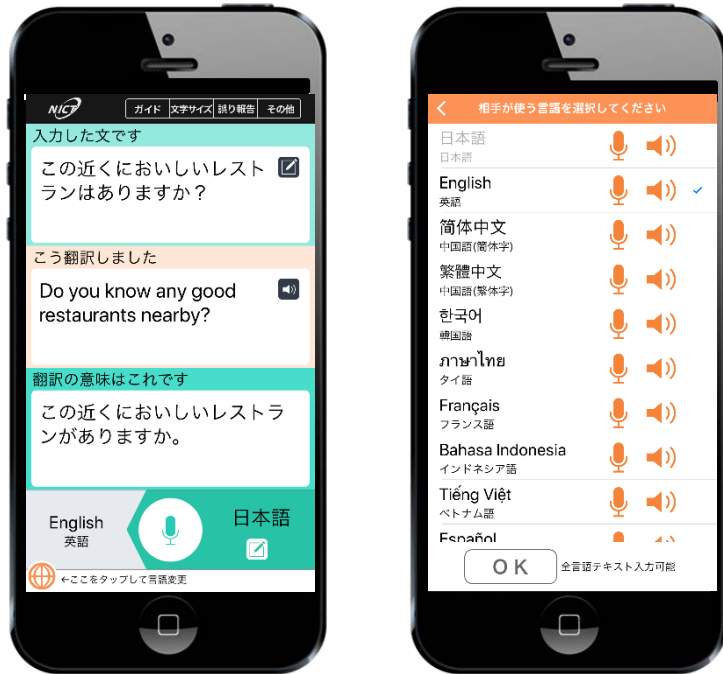 NICT
ガイド 文字サイズ 誤り報告 その他
入力した文です
この近くにおいしいレスト
ランはありますか？
こう翻訳しました
Do you know any good
restaurants nearby?
翻訳の意味はこれです
この近くにおいしいレストラ
ンがありますか。
English
英語
日本語
←ここをタップして言語変更
相手が使う言語を選択してください
日本語
日本語
English
英語
简体中文
中国語(簡体字)
繁體中文
中国語(繁体字)
한국어
韓国語
ภาษาไทย
タイ語
Français
フランス語
Bahasa Indonesia
インドネシア語
Tiếng Việt
ベトナム語
Español
OK 全言語テキスト入力可能